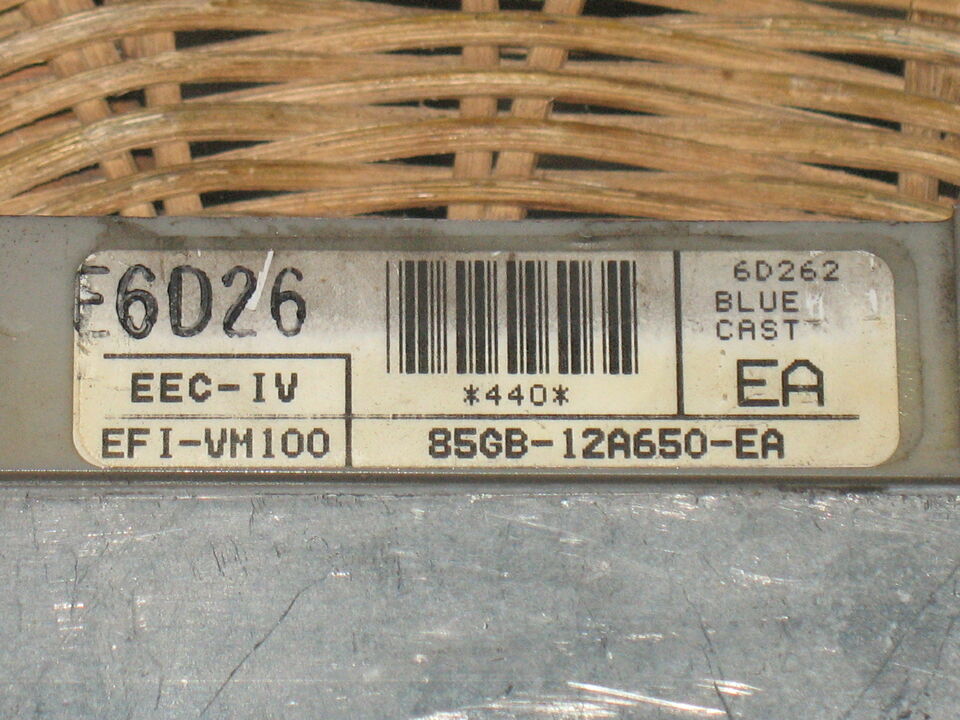 E6D26
EEC-IV
EFI-VM100
*440*
85GB-12A650-EA
6D262
BLUE
CAST
EA